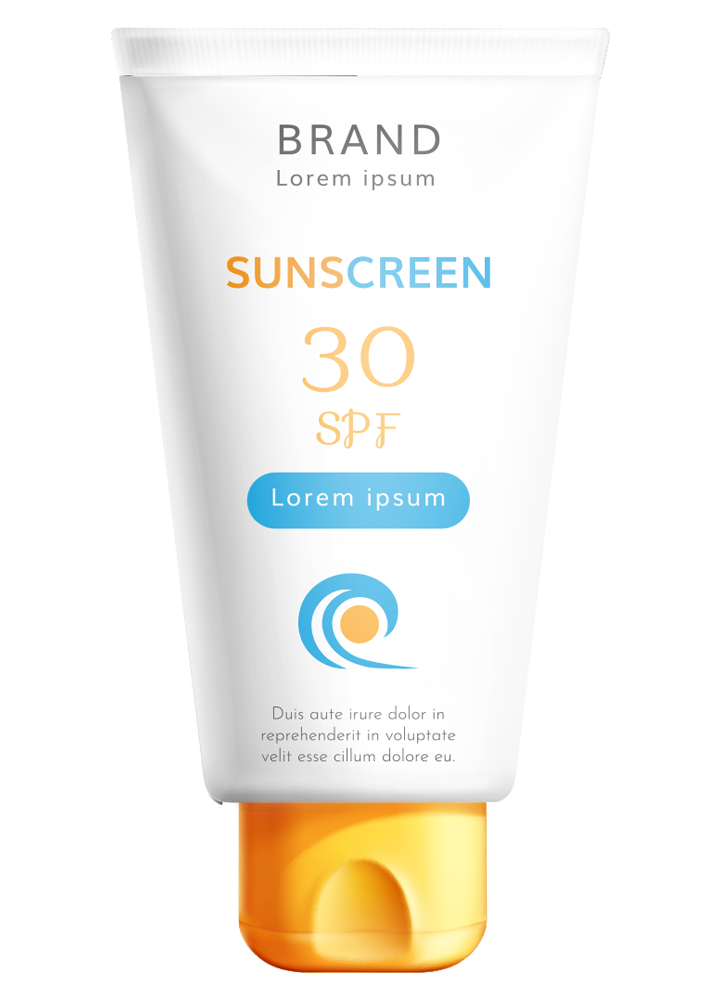 BRAND
Lorem ipsum
SUNSCREEN
30
SPF
Lorem ipsum
Duis aute irure dolor in
reprehenderit in voluptate
velit esse cillum dolore eu.